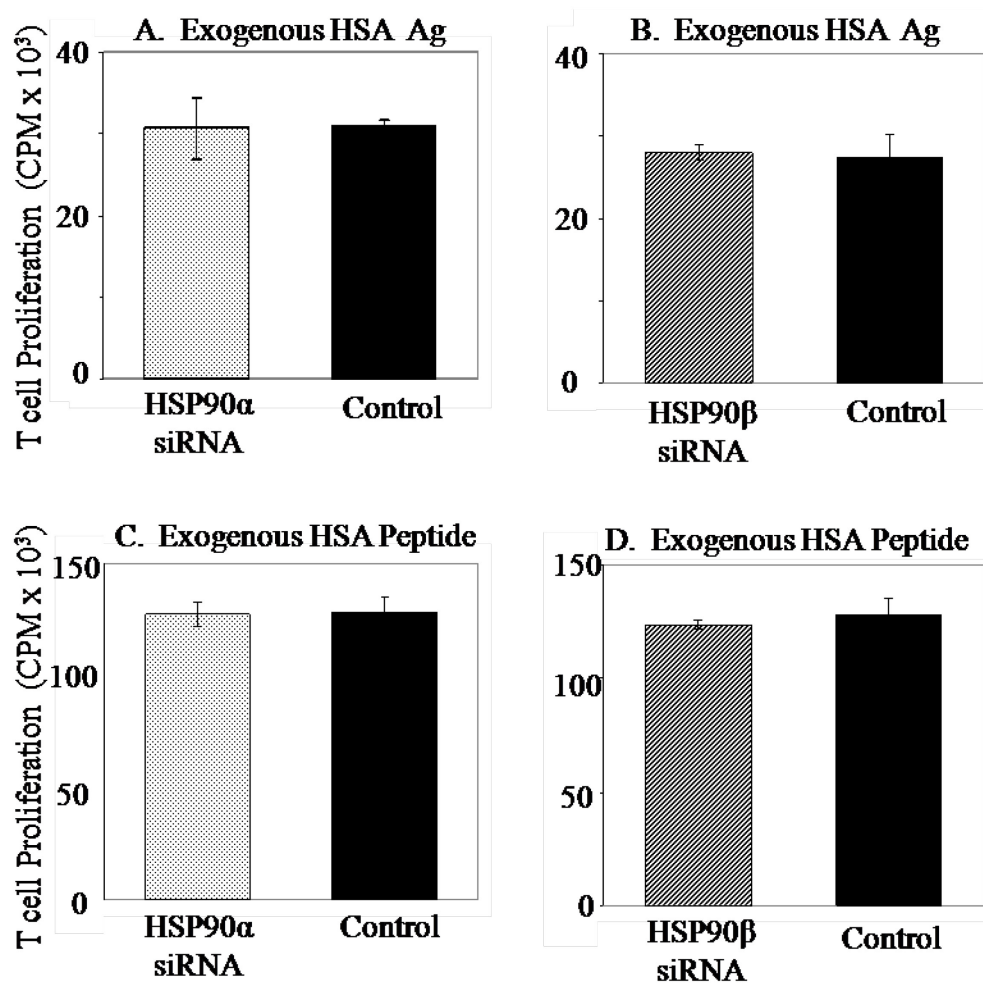 A. Exogenous HSA Ag
T cell Proliferation (CPM x 10³)
40
20
0
HSP90α
siRNA
Control
B. Exogenous HSA Ag
40
20
0
HSP90β
siRNA
Control
C. Exogenous HSA Peptide
T cell Proliferation (CPM x 10³)
150
100
50
0
HSP90α
siRNA
Control
D. Exogenous HSA Peptide
150
100
50
0
HSP90β
siRNA
Control